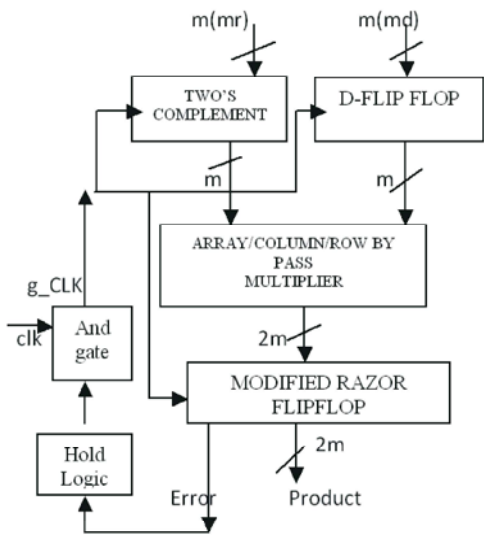 m(mr)
m(md)
TWO'S
COMPLEMENT
D-FLIP FLOP
m
m
ARRAY/COLUMN/ROW BY
PASS
MULTIPLIER
g_CLK
clk
And
gate
2m
MODIFIED RAZOR
FLIPFLOP
Hold
Logic
2m
Error
Product